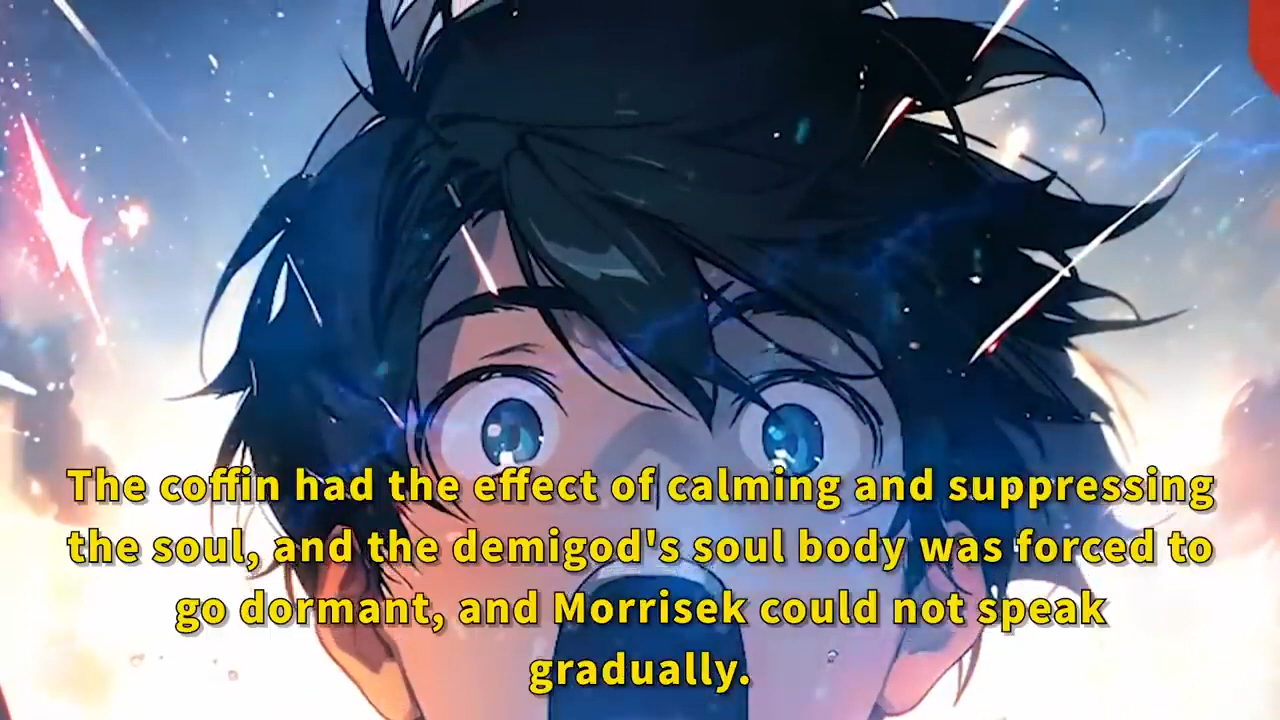 The coffin had the effect of calming and suppressing
the soul, and the demigod's soul body was forced to
go dormant, and Morrisek could not speak
gradually.